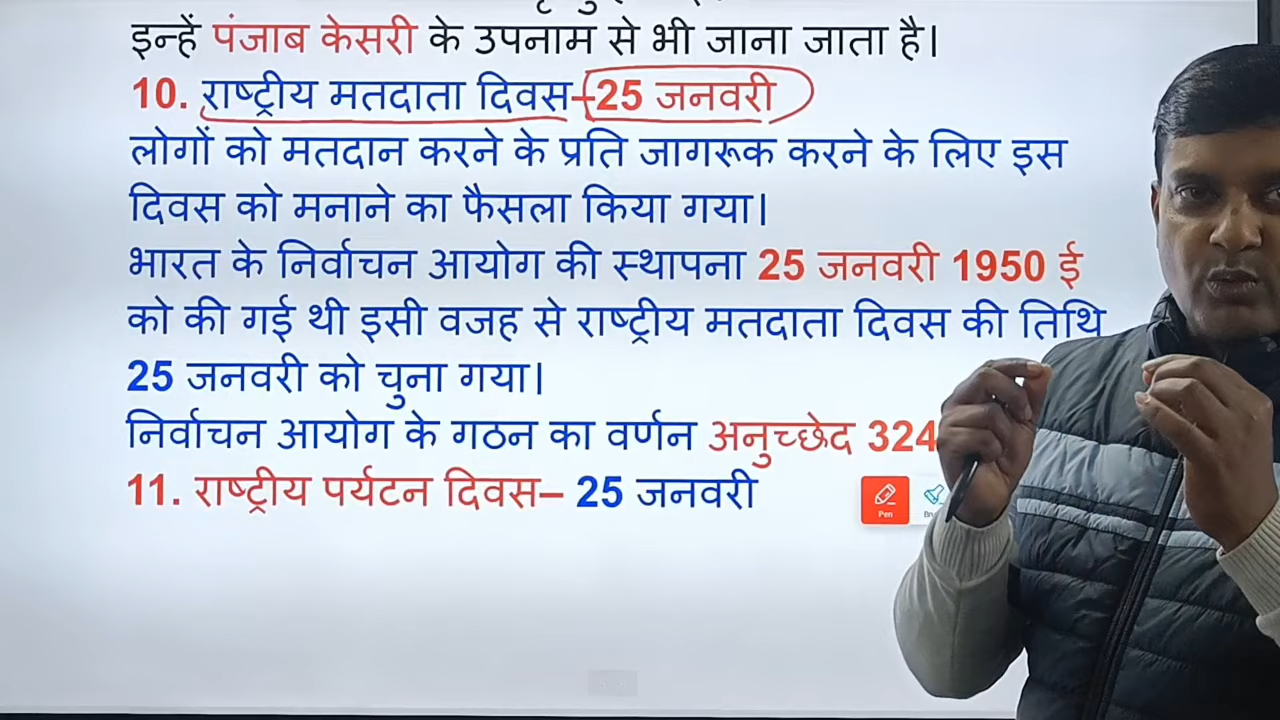 इन्हें पंजाब केसरी के उपनाम से भी जाना जाता है।
10. राष्ट्रीय मतदाता दिवस–25 जनवरी
लोगों को मतदान करने के प्रति जागरूक करने के लिए इस
दिवस को मनाने का फैसला किया गया।
भारत के निर्वाचन आयोग की स्थापना 25 जनवरी 1950 ई
को की गई थी इसी वजह से राष्ट्रीय मतदाता दिवस की तिथि
25 जनवरी को चुना गया।
निर्वाचन आयोग के गठन का वर्णन अनुच्छेद 324
11. राष्ट्रीय पर्यटन दिवस– 25 जनवरी
Pen